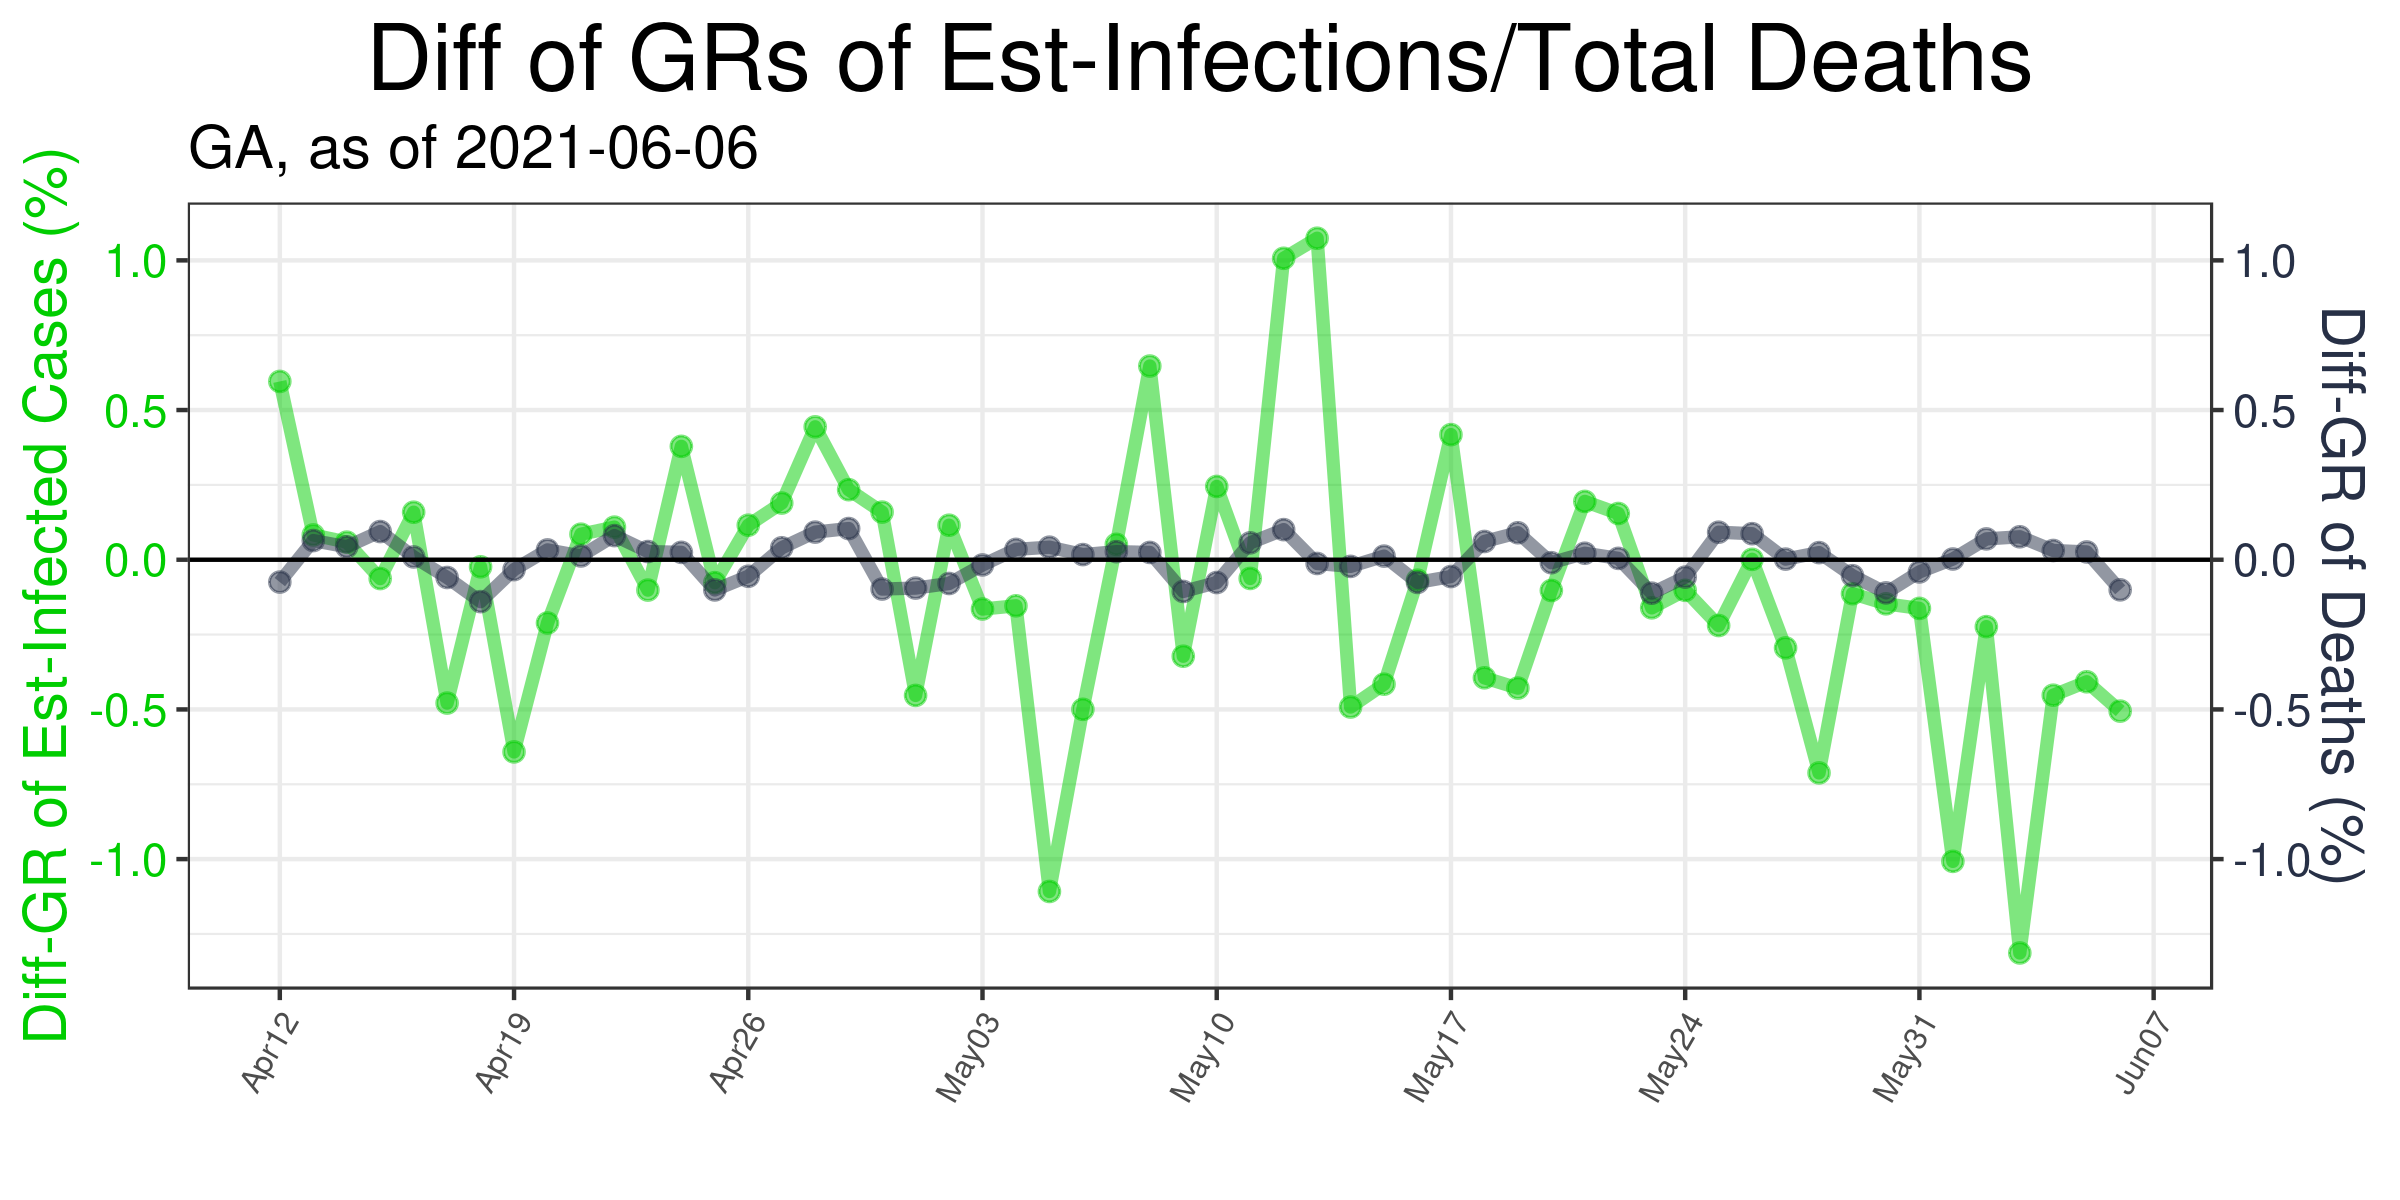 Diff of GRs of Est-Infections/Total Deaths
GA, as of 2021-06-06
Diff-GR of Est-Infected Cases (%)
1.0
0.5
0.0
-0.5
-1.0
1.0
0.5
0.0
-0.5
-1.0
Diff-GR of Deaths (%)
Apr12
Apr19
Apr26
May03
May10
May17
May24
May31
Jun07